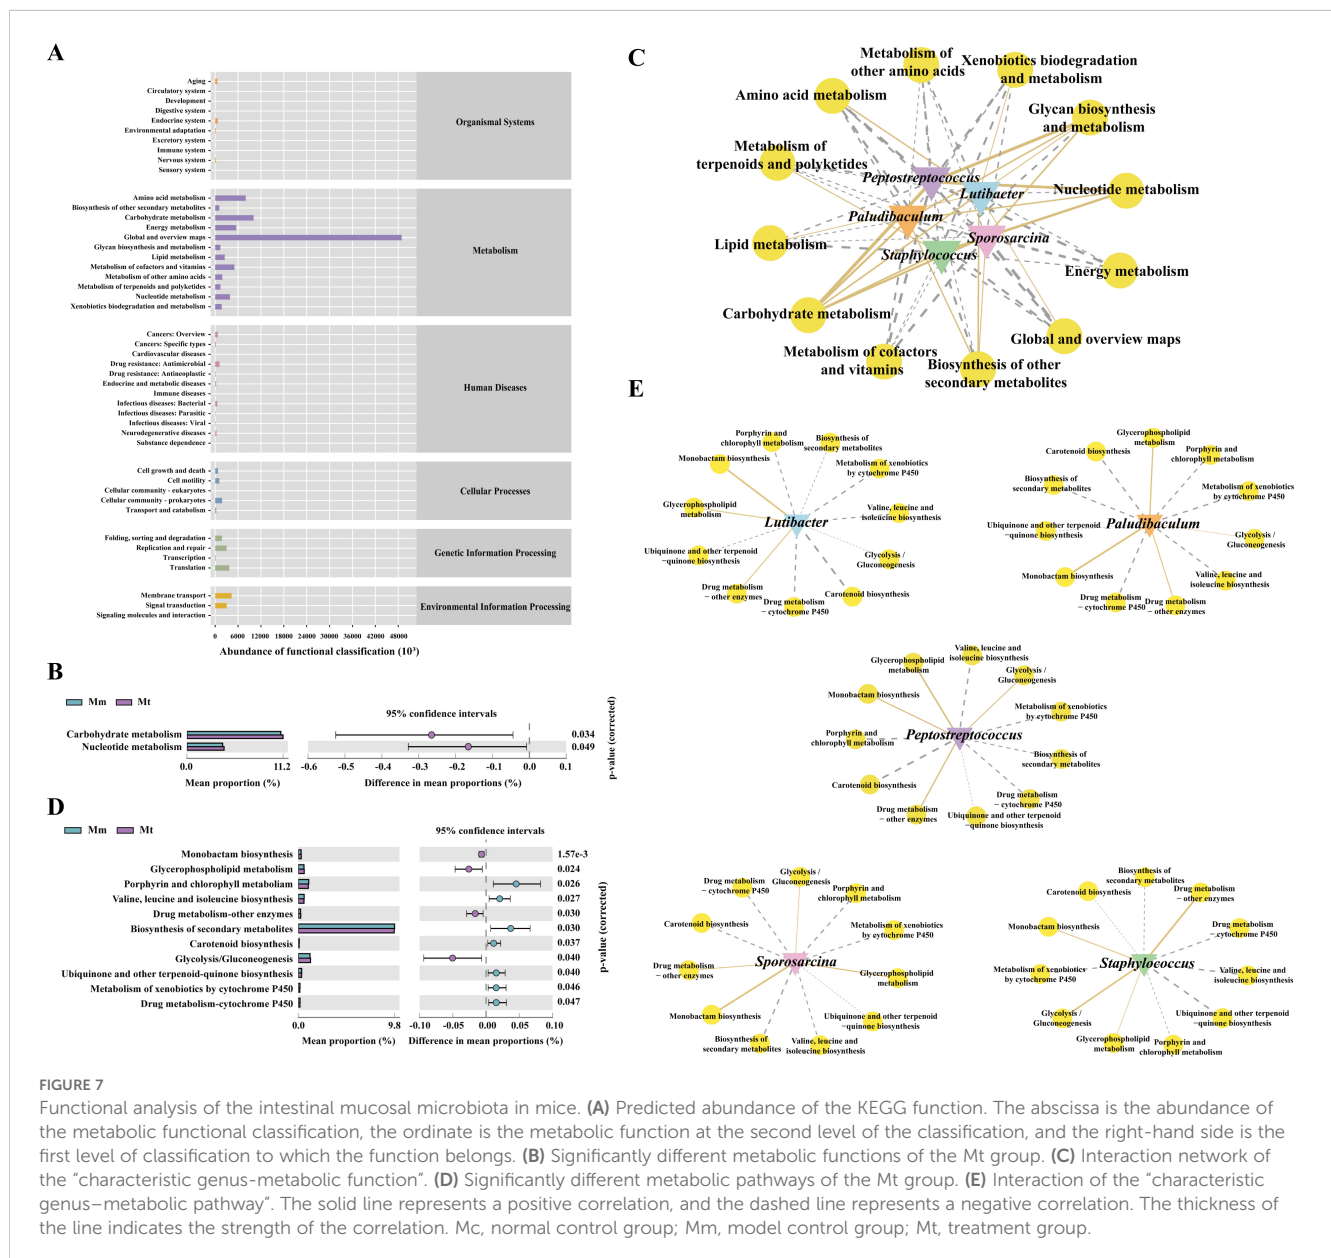 A
Aging
Circulatory system
Development
Digestive system
Endocrine system
Environmental adaptation
Excretory system
Immune system
Nervous system
Sensory system
Organismal Systems
Amino acid metabolism
Biosynthesis of other secondary metabolites
Carbohydrate metabolism
Energy metabolism
Global and overview maps
Glycan biosynthesis and metabolism
Lipid metabolism
Metabolism of cofactors and vitamins
Metabolism of other amino acids
Metabolism of terpenoids and polyketides
Nucleotide metabolism
Xenobiotics biodegradation and metabolism
Metabolism
Cancers: Overview
Cancers: Specific types
Cardiovascular diseases
Drug resistance: Antimicrobial
Drug resistance: Antineoplastic
Endocrine and metabolic diseases
Immune diseases
Infectious diseases: Bacterial
Infectious diseases: Parasitic
Infectious diseases: Viral
Neurodegenerative diseases
Substance dependence
Human Diseases
Cell growth and death
Cell motility
Cellular community - eukaryotes
Cellular community - prokaryotes
Transport and catabolism
Cellular Processes
Folding, sorting and degradation
Replication and repair
Transcription
Translation
Genetic Information Processing
Membrane transport
Signal transduction
Signaling molecules and interaction
Environmental Information Processing
0 6000 12000 18000 24000 30000 36000 42000 48000
Abundance of functional classification (10³)
B
Mm Mt
95% confidence intervals
Carbohydrate metabolism
Nucleotide metabolism
0.034
0.049
0.0 11.2
Mean proportion (%)
-0.6 -0.5 -0.4 -0.3 -0.2 -0.1 0.0 0.1
Difference in mean proportions (%)
p-value (corrected)
C
Metabolism of
other amino acids
Xenobiotics biodegradation
and metabolism
Amino acid metabolism
Glycan biosynthesis
and metabolism
Metabolism of
terpenoids and polyketides
Peptostreptococcus
Lutibacter
Nucleotide metabolism
Paludibaculum
Sporosarcina
Lipid metabolism
Staphylococcus
Energy metabolism
Carbohydrate metabolism
Global and overview maps
Metabolism of cofactors
and vitamins
Biosynthesis of other
secondary metabolites
D
Mm Mt
95% confidence intervals
Monobactam biosynthesis
Glycerophospholipid metabolism
Porphyrin and chlorophyll metaboliam
Valine, leucine and isoleucine biosynthesis
Drug metabolism-other enzymes
Biosynthesis of secondary metabolites
Carotenoid biosynthesis
Glycolysis/Gluconeogenesis
Ubiquinone and other terpenoid-quinone biosynthesis
Metabolism of xenobiotics by cytochrome P450
Drug metabolism-cytochrome P450
1.57e-3
0.024
0.026
0.027
0.030
0.030
0.037
0.040
0.040
0.046
0.047
0.0 9.8
Mean proportion (%)
-0.10 -0.05 0.00 0.05 0.10
Difference in mean proportions (%)
p-value (corrected)
E
Porphyrin and
chlorophyll metabolism
Biosynthesis of
secondary metabolites
Monobactam biosynthesis
Metabolism of xenobiotics
by cytochrome P450
Glycerophospholipid
metabolism
Lutibacter
Valine, leucine and
isoleucine biosynthesis
Ubiquinone and other terpenoid
−quinone biosynthesis
Glycolysis /
Gluconeogenesis
Drug metabolism
− other enzymes
Drug metabolism
− cytochrome P450
Carotenoid biosynthesis
Glycerophospholipid
metabolism
Carotenoid biosynthesis
Porphyrin and
chlorophyll metabolism
Biosynthesis of
secondary metabolites
Metabolism of xenobiotics
by cytochrome P450
Ubiquinone and other terpenoid
−quinone biosynthesis
Paludibaculum
Glycolysis /
Gluconeogenesis
Monobactam biosynthesis
Valine, leucine and
isoleucine biosynthesis
Drug metabolism
− cytochrome P450
Drug metabolism
− other enzymes
Valine, leucine and
isoleucine biosynthesis
Glycerophospholipid
metabolism
Glycolysis /
Gluconeogenesis
Monobactam biosynthesis
Metabolism of xenobiotics
by cytochrome P450
Porphyrin and
chlorophyll metabolism
Peptostreptococcus
Biosynthesis of
secondary metabolites
Carotenoid biosynthesis
Drug metabolism
− cytochrome P450
Drug metabolism
− other enzymes
Ubiquinone and other terpenoid
−quinone biosynthesis
Drug metabolism
− cytochrome P450
Glycolysis /
Gluconeogenesis
Porphyrin and
chlorophyll metabolism
Carotenoid biosynthesis
Metabolism of xenobiotics
by cytochrome P450
Drug metabolism
− other enzymes
Sporosarcina
Glycerophospholipid
metabolism
Monobactam biosynthesis
Ubiquinone and other terpenoid
−quinone biosynthesis
Biosynthesis of
secondary metabolites
Valine, leucine and
isoleucine biosynthesis
Biosynthesis of
secondary metabolites
Carotenoid biosynthesis
Drug metabolism
− other enzymes
Monobactam biosynthesis
Drug metabolism
− cytochrome P450
Metabolism of xenobiotics
by cytochrome P450
Staphylococcus
Valine, leucine and
isoleucine biosynthesis
Glycolysis /
Gluconeogenesis
Ubiquinone and other terpenoid
−quinone biosynthesis
Glycerophospholipid
metabolism
Porphyrin and
chlorophyll metabolism
FIGURE 7
Functional analysis of the intestinal mucosal microbiota in mice. (A) Predicted abundance of the KEGG function. The abscissa is the abundance of
the metabolic functional classification, the ordinate is the metabolic function at the second level of the classification, and the right-hand side is the
first level of classification to which the function belongs. (B) Significantly different metabolic functions of the Mt group. (C) Interaction network of
the “characteristic genus-metabolic function”. (D) Significantly different metabolic pathways of the Mt group. (E) Interaction of the “characteristic
genus–metabolic pathway”. The solid line represents a positive correlation, and the dashed line represents a negative correlation. The thickness of
the line indicates the strength of the correlation. Mc, normal control group; Mm, model control group; Mt, treatment group.